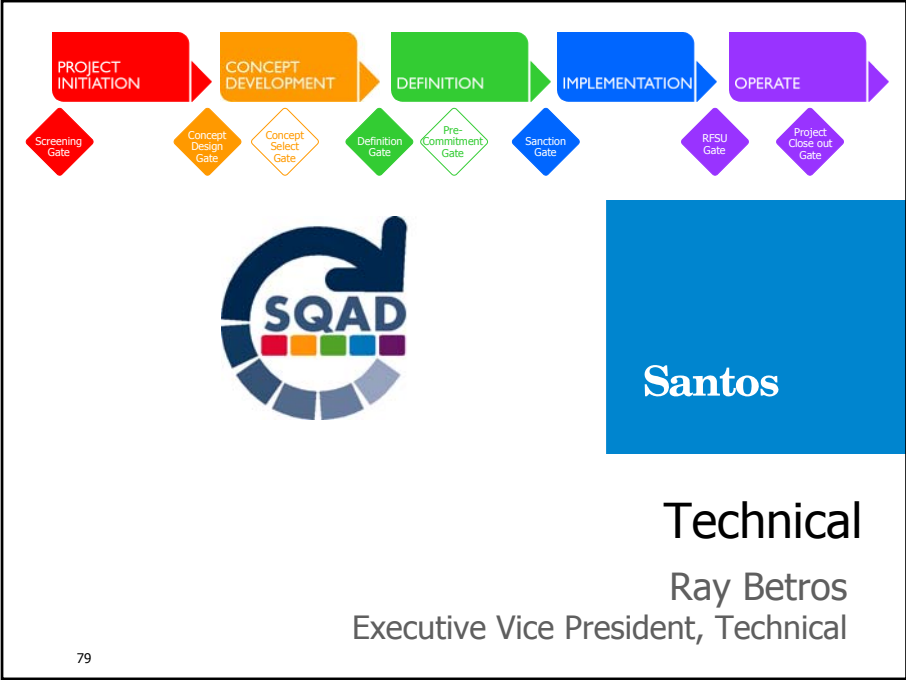 PROJECT
INITIATION
CONCEPT
DEVELOPMENT
DEFINITION
IMPLEMENTATION
OPERATE
Screening
Gate
Concept
Design
Gate
Concept
Select
Gate
Definition
Gate
Pre-
Commitment
Gate
Sanction
Gate
RFSU
Gate
Project
Close out
Gate
SQAD
Santos
Technical
Ray Betros
Executive Vice President, Technical
79